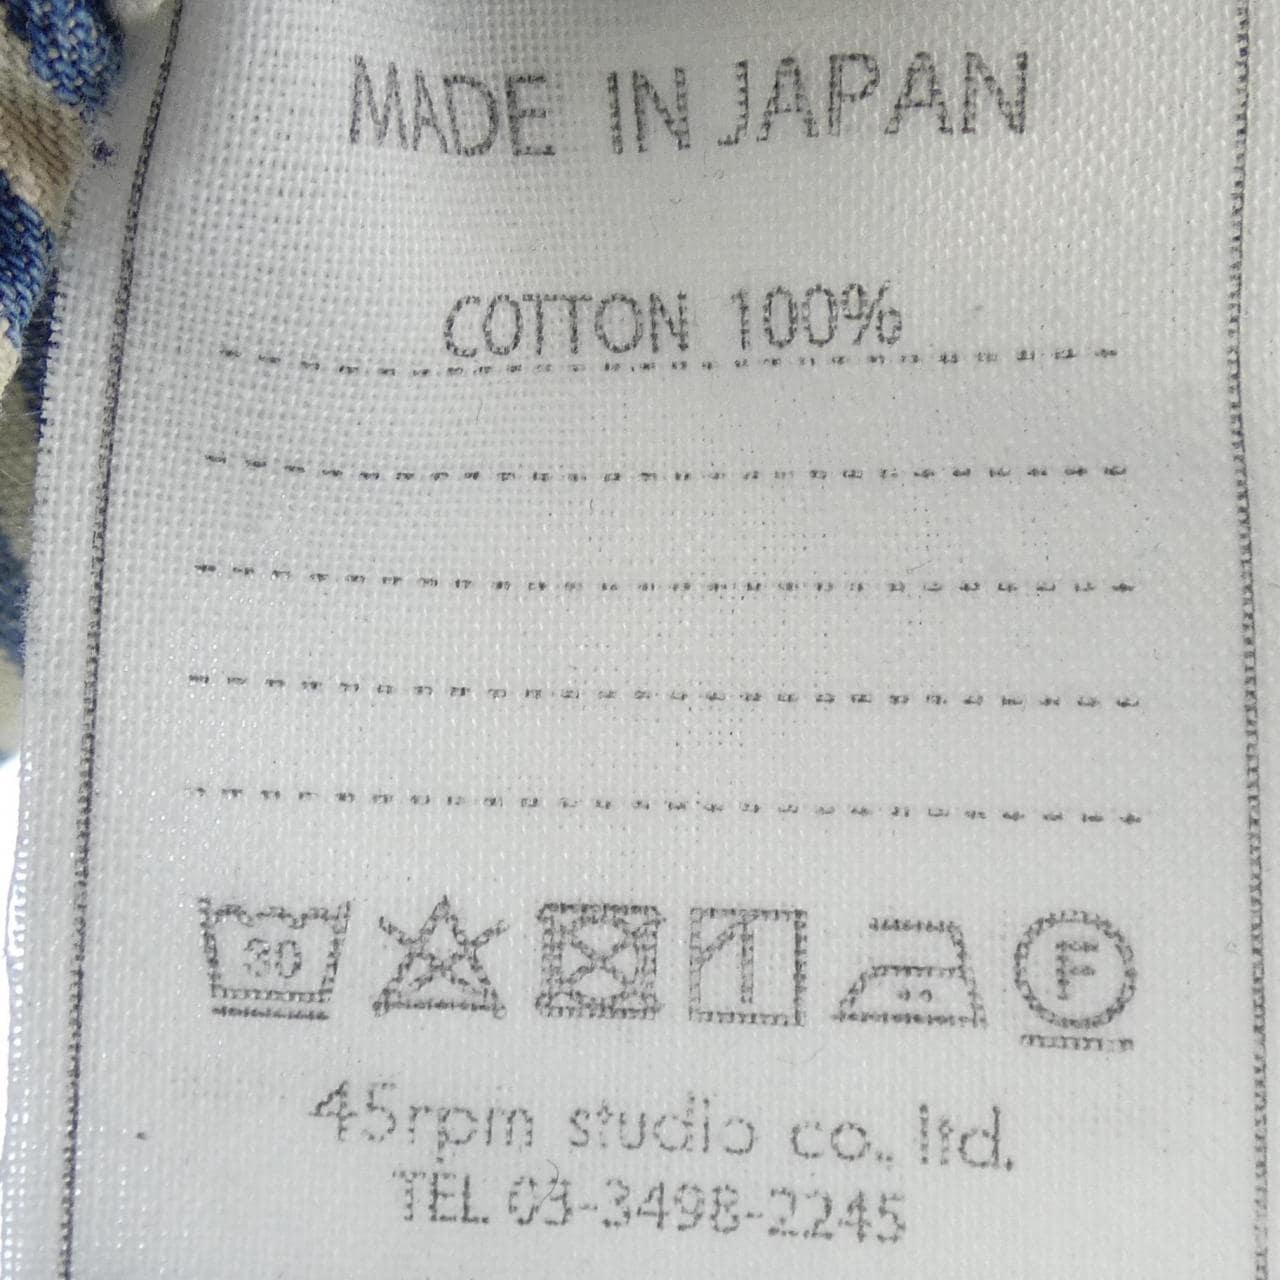 MADE IN JAPAN
COTTON 100%
30
F
45rpm studio co., ltd.
TEL 03-3498-2245